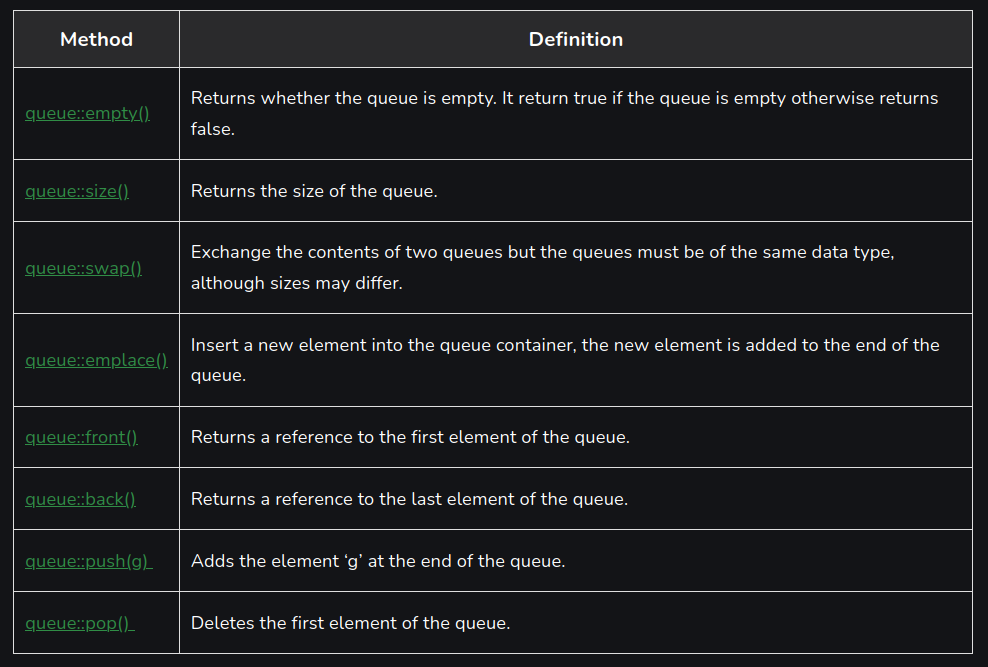 Method Definition
queue::empty() Returns whether the queue is empty. It return true if the queue is empty otherwise returns
false.
queue::size() Returns the size of the queue.
queue::swap() Exchange the contents of two queues but the queues must be of the same data type,
although sizes may differ.
queue::emplace() Insert a new element into the queue container, the new element is added to the end of the
queue.
queue::front() Returns a reference to the first element of the queue.
queue::back() Returns a reference to the last element of the queue.
queue::push(g) Adds the element ‘g’ at the end of the queue.
queue::pop() Deletes the first element of the queue.